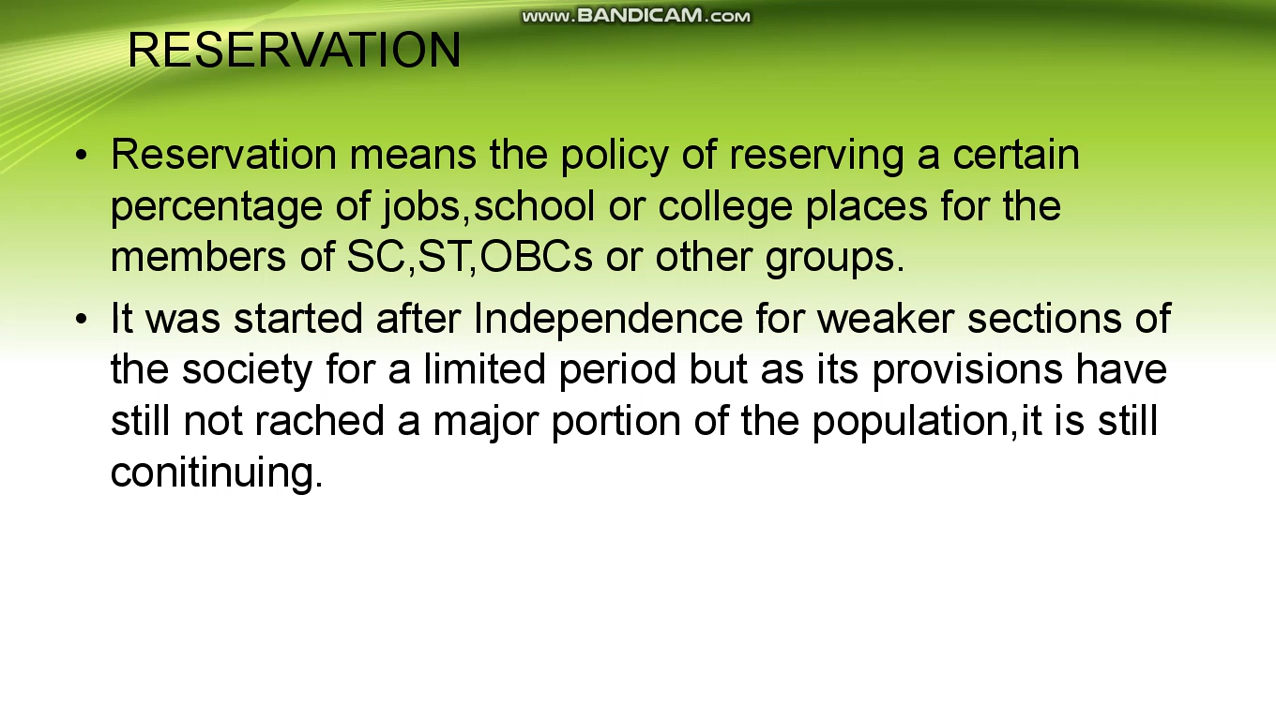 www.BANDICAM.com
RESERVATION
• Reservation means the policy of reserving a certain
percentage of jobs,school or college places for the
members of SC,ST,OBCs or other groups.
• It was started after Independence for weaker sections of
the society for a limited period but as its provisions have
still not rached a major portion of the population,it is still
conitinuing.